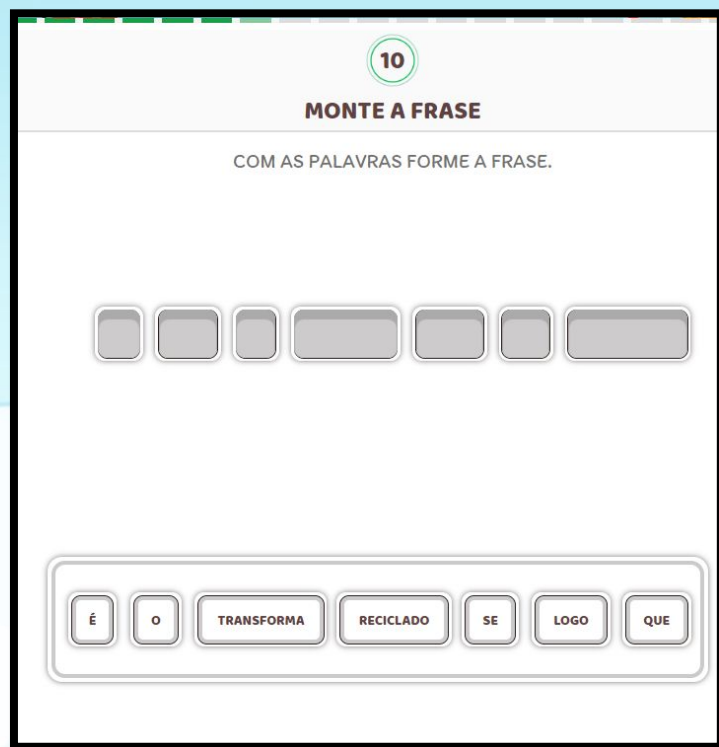 10
MONTE A FRASE
COM AS PALAVRAS FORME A FRASE.
É O TRANSFORMA RECICLADO SE LOGO QUE